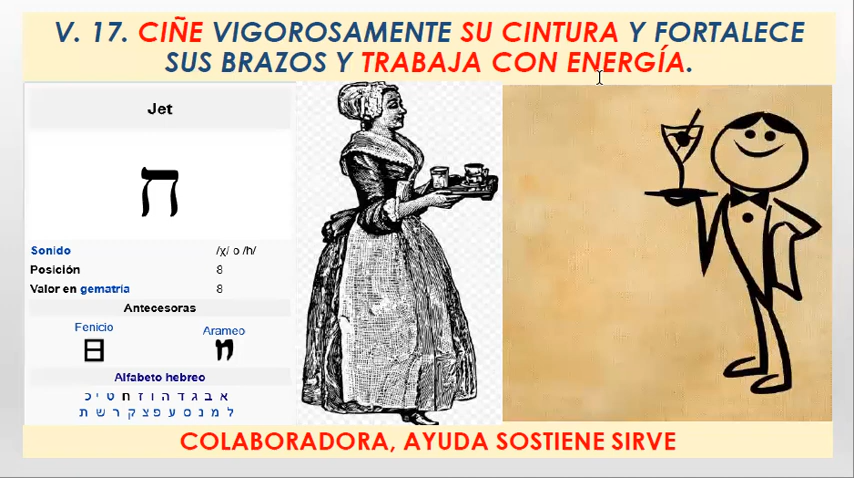 V. 17. CIÑE VIGOROSAMENTE SU CINTURA Y FORTALECE
SUS BRAZOS Y TRABAJA CON ENERGÍA.
Jet
ח
Sonido /χ/ o /h/
Posición 8
Valor en gematría 8
Antecesoras
Fenicio Arameo
Alfabeto hebreo
א ב ג ד ה ו ז ח ט י כ
ל מ נ ס ע פ צ ק ר ש ת
COLABORADORA, AYUDA SOSTIENE SIRVE